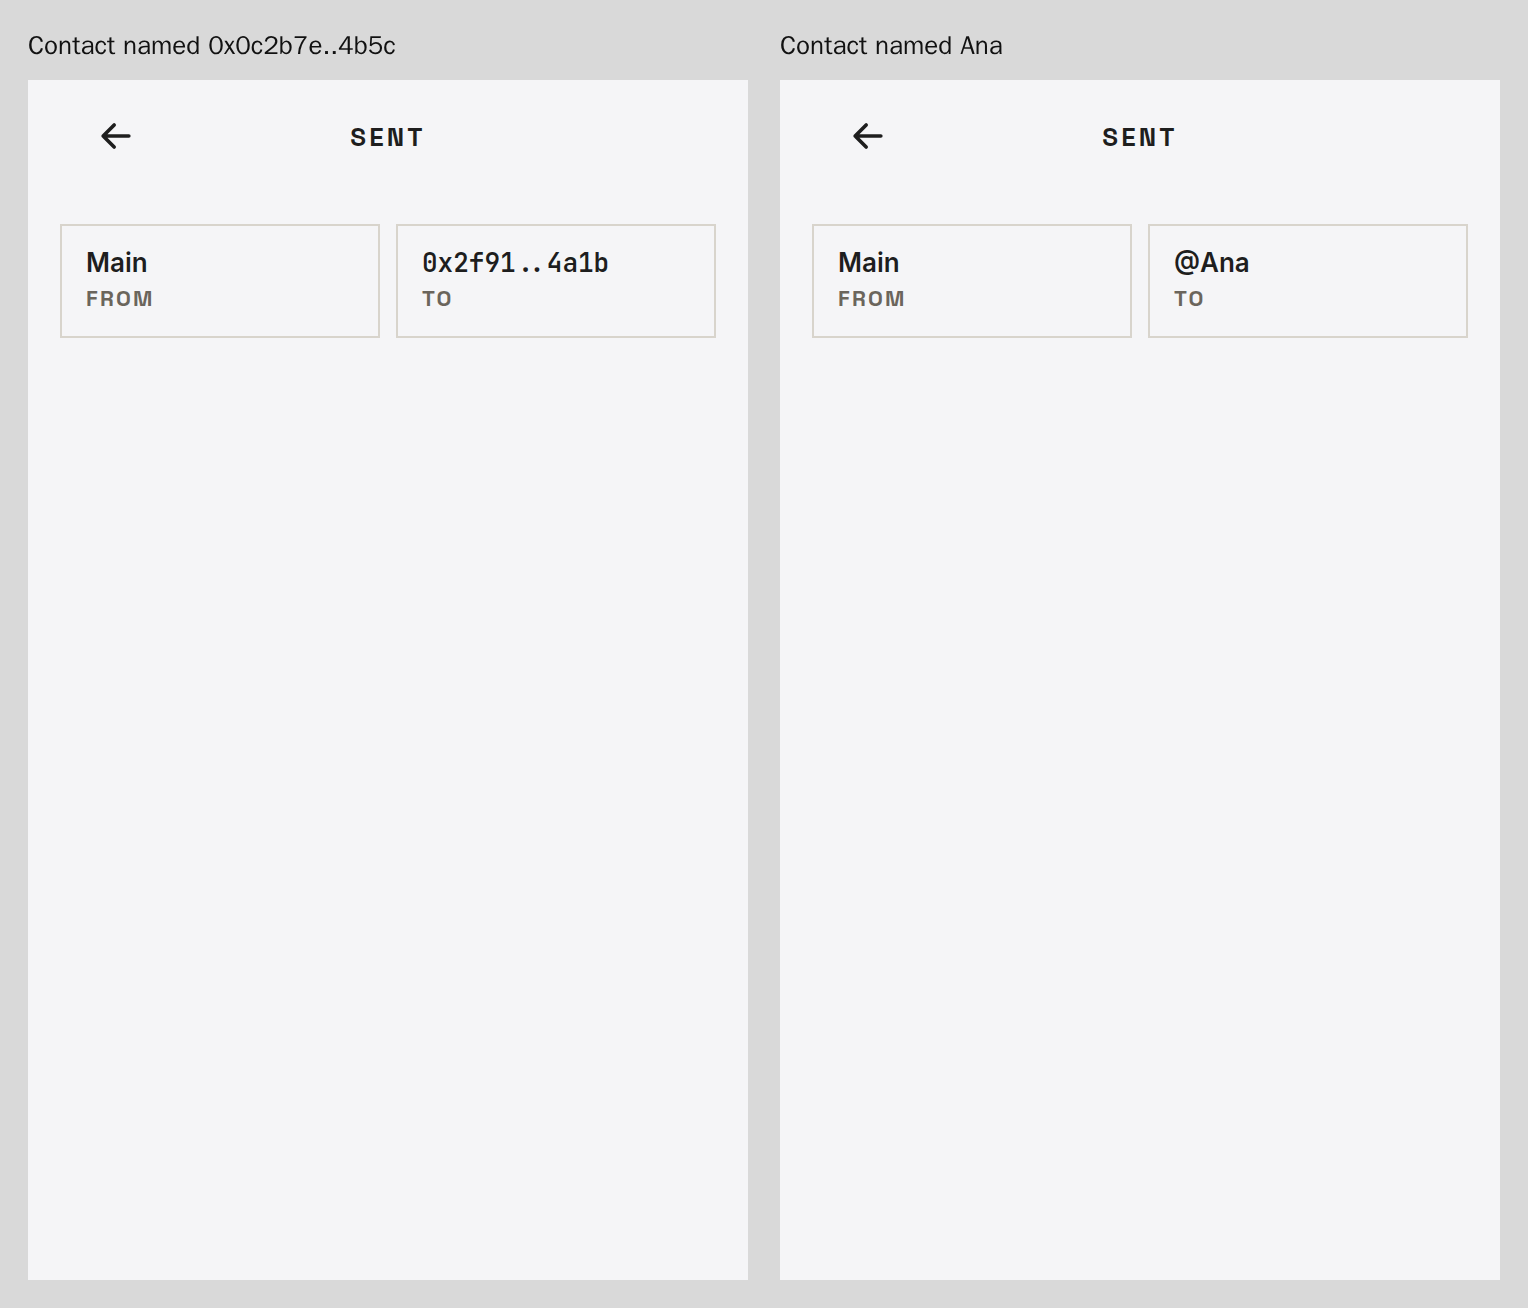 Contact named 0x0c2b7e..4b5c
SENT
Main
FROM
0x2f91..4a1b
TO
Contact named Ana
SENT
Main
FROM
@Ana
TO